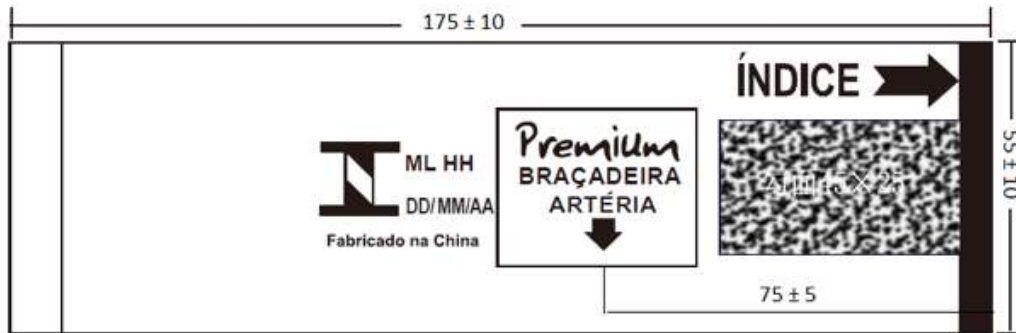 175 ± 10
ÍNDICE
Premium
BRAÇADEIRA
ARTÉRIA
ML HH
DD/MM/AA
Fabricado na China
75 ± 5
55 ± 10